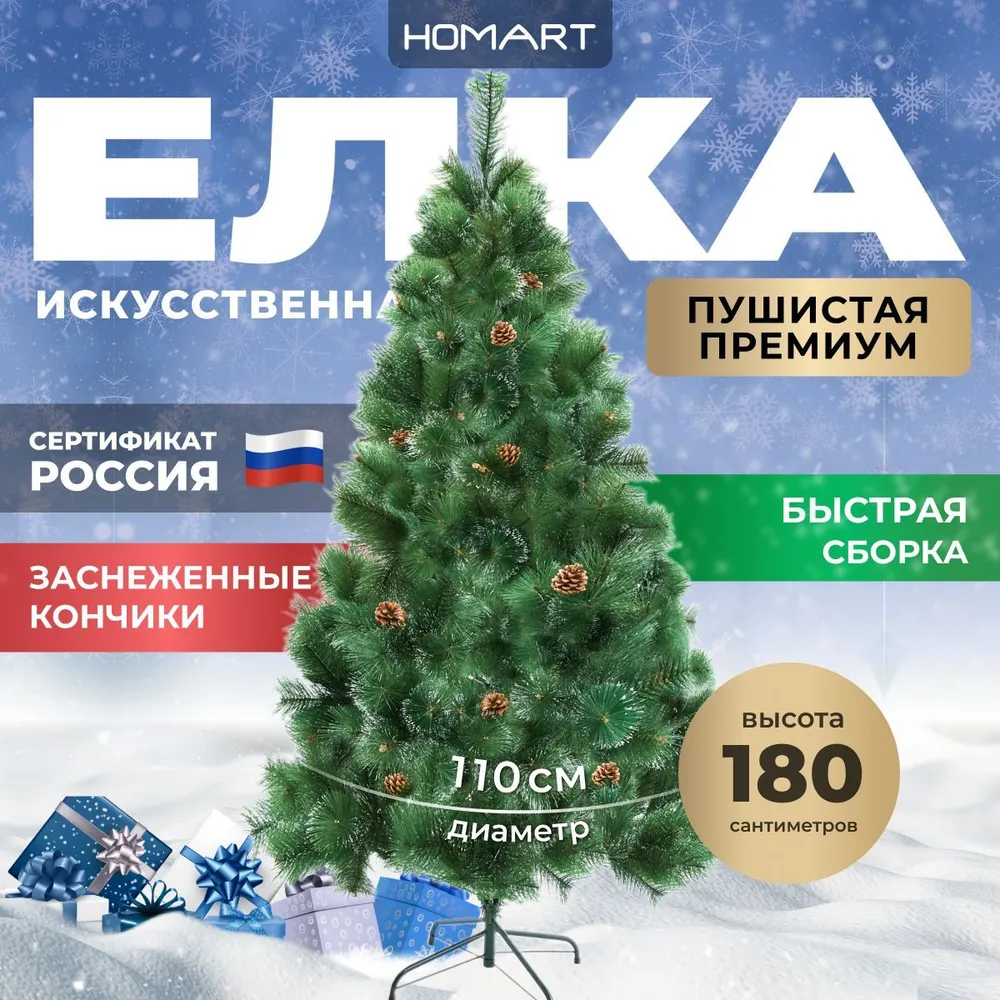 HOMART
ЕЛКА
ИСКУССТВЕННА
ПУШИСТАЯ
ПРЕМИУМ
СЕРТИФИКАТ
РОССИЯ
БЫСТРАЯ
СБОРКА
ЗАСНЕЖЕННЫЕ
КОНЧИКИ
высота
180
сантиметров
110 см
диаметр